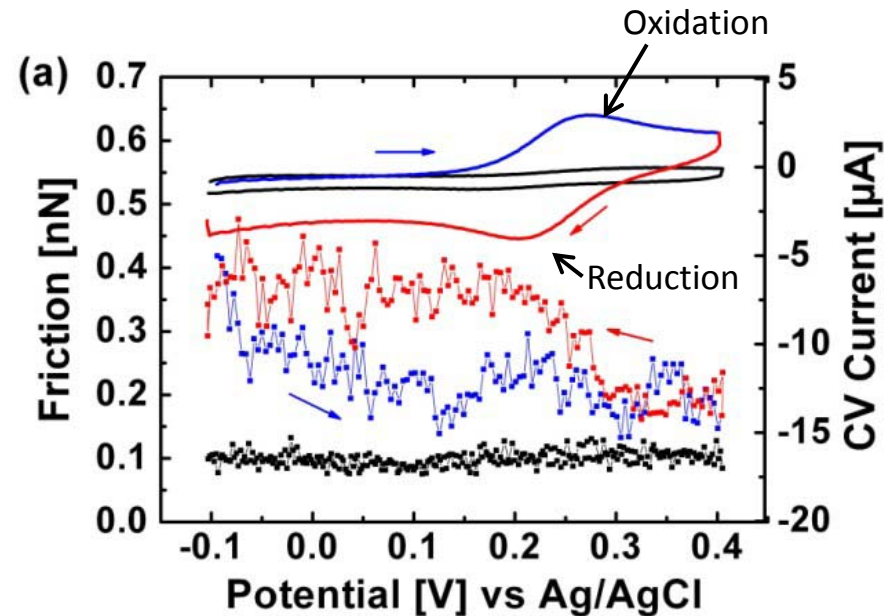 Oxidation
(a)
0.7
0.6
0.5
0.4
0.3
0.2
0.1
0.0
Friction [nN]
5
0
-5
-10
-15
-20
CV Current [µA]
Reduction
-0.1 0.0 0.1 0.2 0.3 0.4
Potential [V] vs Ag/AgCl